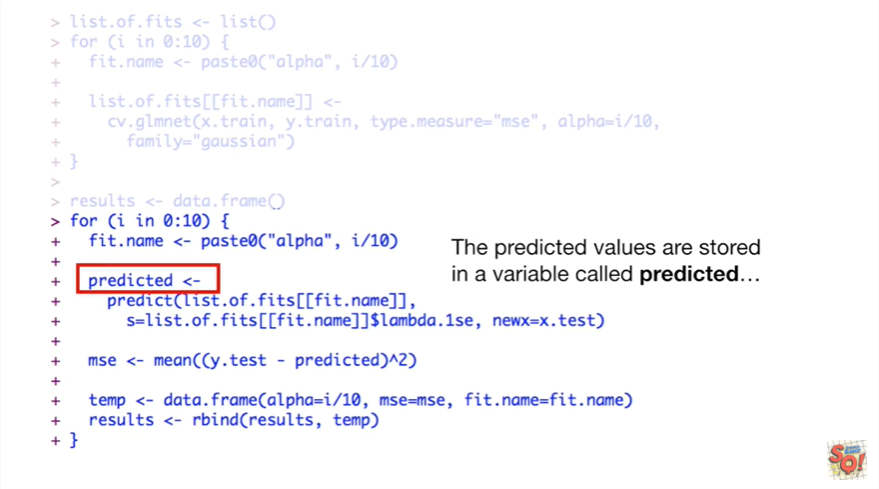 > list.of.fits <- list()
> for (i in 0:10) {
+   fit.name <- paste0("alpha", i/10)
+
+   list.of.fits[[fit.name]] <-
+     cv.glmnet(x.train, y.train, type.measure="mse", alpha=i/10,
+       family="gaussian")
+ }
>
> results <- data.frame()
> for (i in 0:10) {
+   fit.name <- paste0("alpha", i/10)
+
+   predicted <-
+     predict(list.of.fits[[fit.name]],
+       s=list.of.fits[[fit.name]]$lambda.1se, newx=x.test)
+
+   mse <- mean((y.test - predicted)^2)
+
+   temp <- data.frame(alpha=i/10, mse=mse, fit.name=fit.name)
+   results <- rbind(results, temp)
+ }
The predicted values are stored
in a variable called predicted…
SQ!